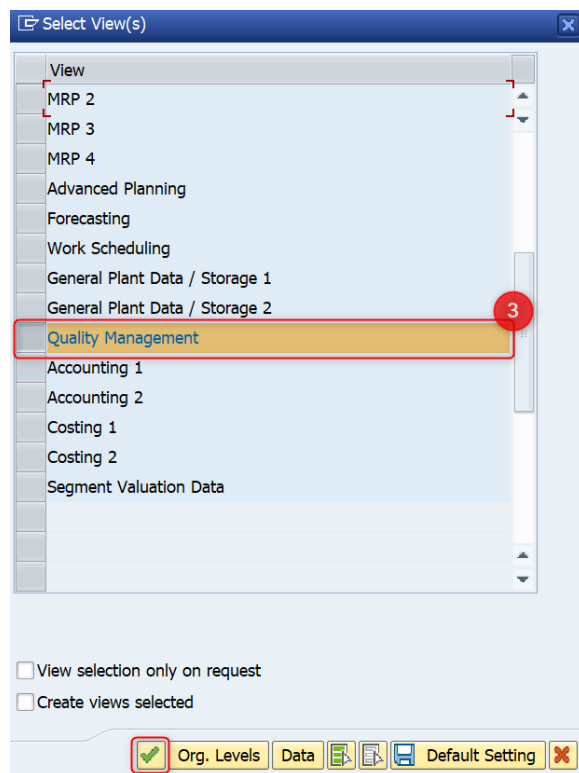 Select View(s)
View
MRP 2
MRP 3
MRP 4
Advanced Planning
Forecasting
Work Scheduling
General Plant Data / Storage 1
General Plant Data / Storage 2
3
Quality Management
Accounting 1
Accounting 2
Costing 1
Costing 2
Segment Valuation Data
View selection only on request
Create views selected
Org. Levels Data Default Setting